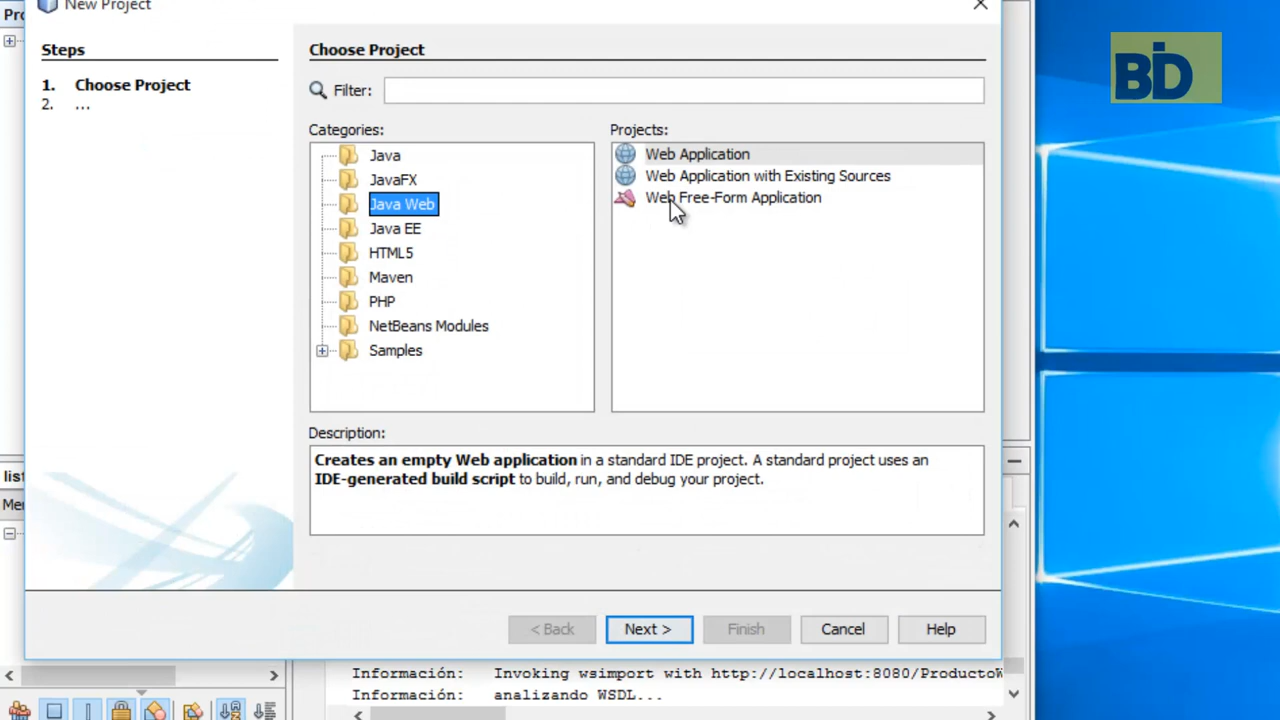 New Project
Pro
Steps
Choose Project
1. Choose Project
2. ...
Filter:
Categories:
Projects:
Java
JavaFX
Java Web
Java EE
HTML5
Maven
PHP
NetBeans Modules
Samples
Web Application
Web Application with Existing Sources
Web Free-Form Application
Description:
Creates an empty Web application in a standard IDE project. A standard project uses an
IDE-generated build script to build, run, and debug your project.
< Back
Next >
Finish
Cancel
Help
list
Mer
Información: Invoking wsimport with http://localhost:8080/ProductoW
Información: analizando WSDL...
BID